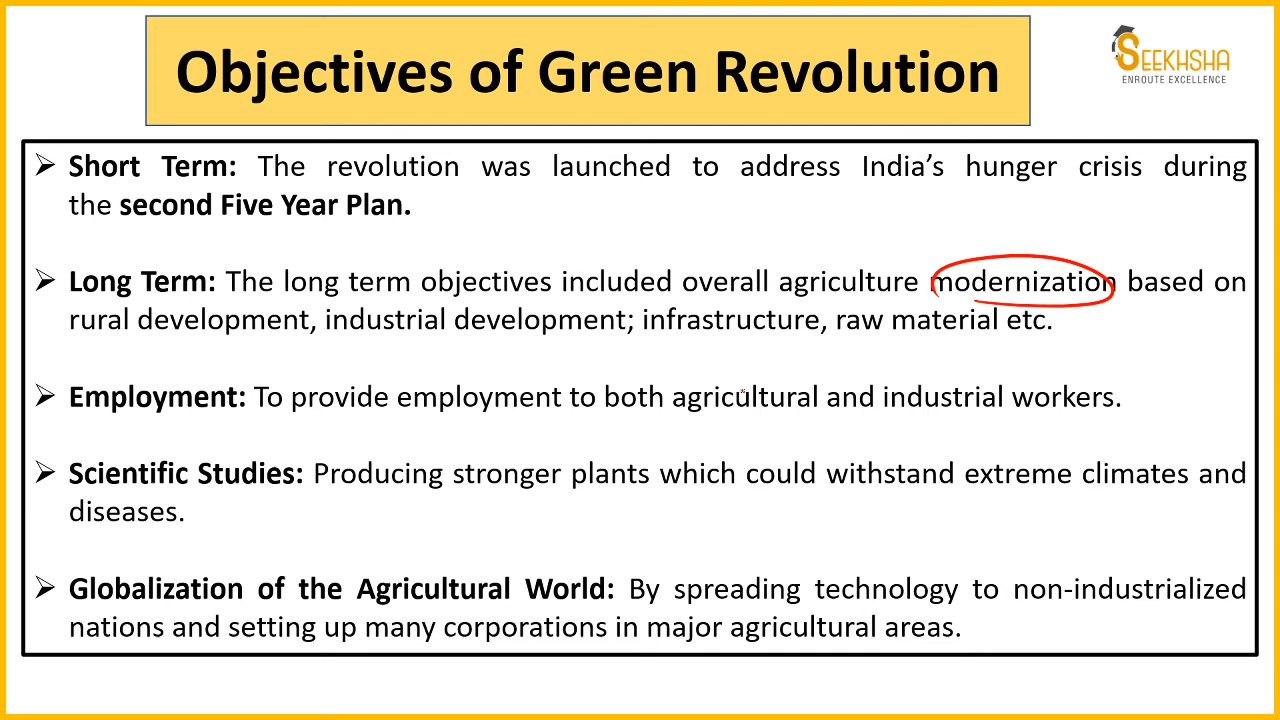 Objectives of Green Revolution
SEEKHSHA
ENROUTE EXCELLENCE
➢ Short Term: The revolution was launched to address India’s hunger crisis during
the second Five Year Plan.
➢ Long Term: The long term objectives included overall agriculture modernization based on
rural development, industrial development; infrastructure, raw material etc.
➢ Employment: To provide employment to both agricultural and industrial workers.
➢ Scientific Studies: Producing stronger plants which could withstand extreme climates and
diseases.
➢ Globalization of the Agricultural World: By spreading technology to non-industrialized
nations and setting up many corporations in major agricultural areas.